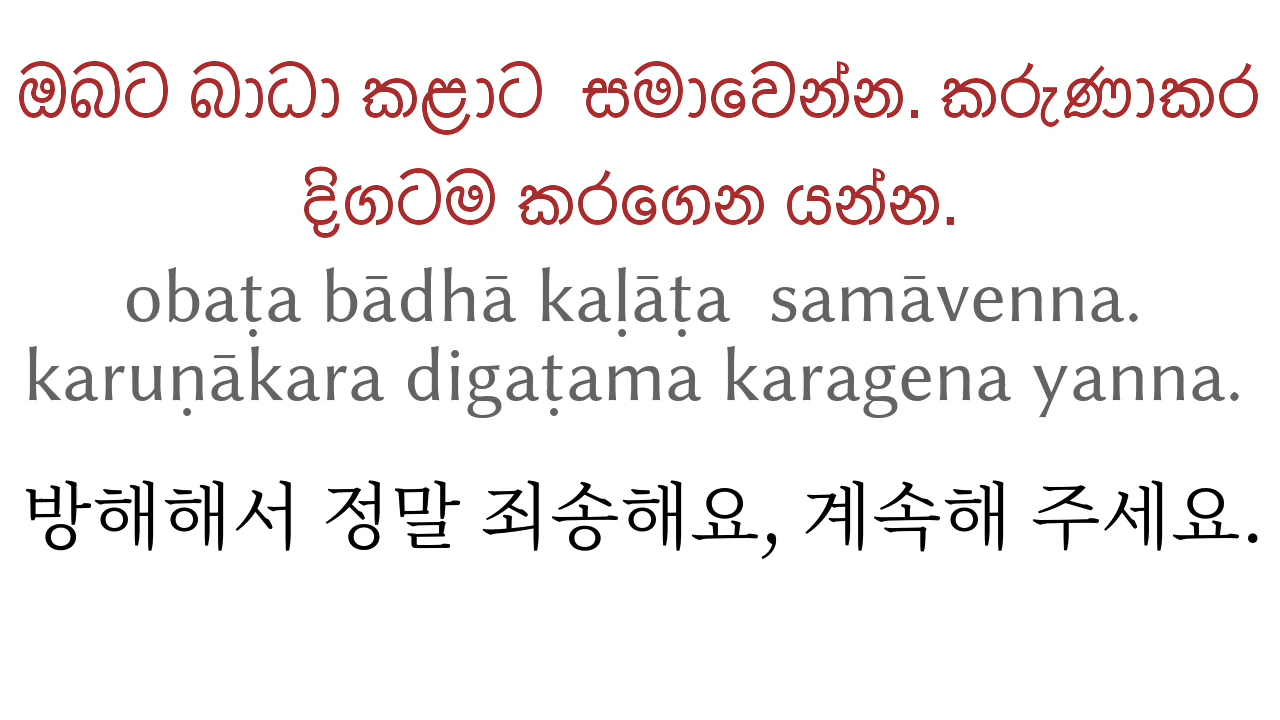 ඔබට බාධා කළාට  සමාවෙන්න. කරුණාකර
දිගටම කරගෙන යන්න.
obaṭa bādhā kaḷāṭa  samāvenna.
karuṇākara digaṭama karagena yanna.
방해해서 정말 죄송해요, 계속해 주세요.